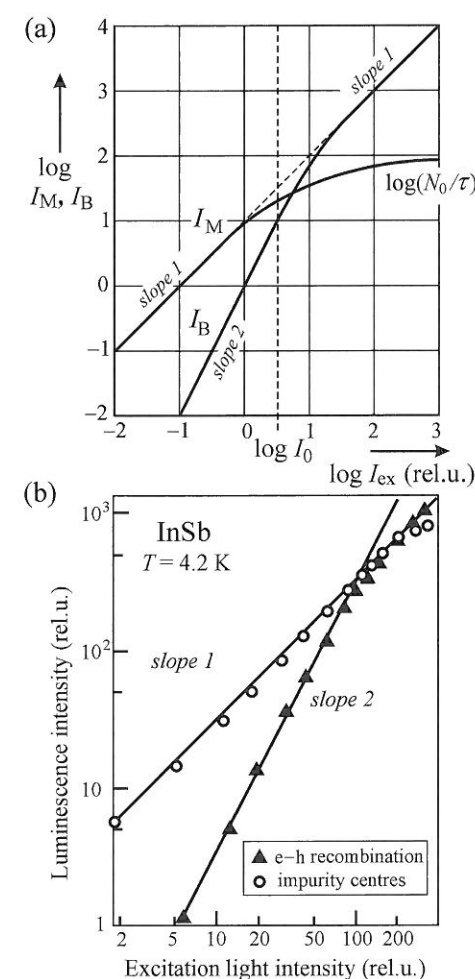 (a)
4
3
2
1
0
−1
−2
log
I_M, I_B
slope 1
log(N_0/τ)
I_M
slope 1
I_B
slope 2
−2 −1 0 1 2 3
log I_0
log I_ex (rel.u.)
(b)
10^3
10^2
10
1
Luminescence intensity (rel.u.)
InSb
T = 4.2 K
slope 1
slope 2
e−h recombination
impurity centres
2 5 10 20 50 100 200
Excitation light intensity (rel.u.)